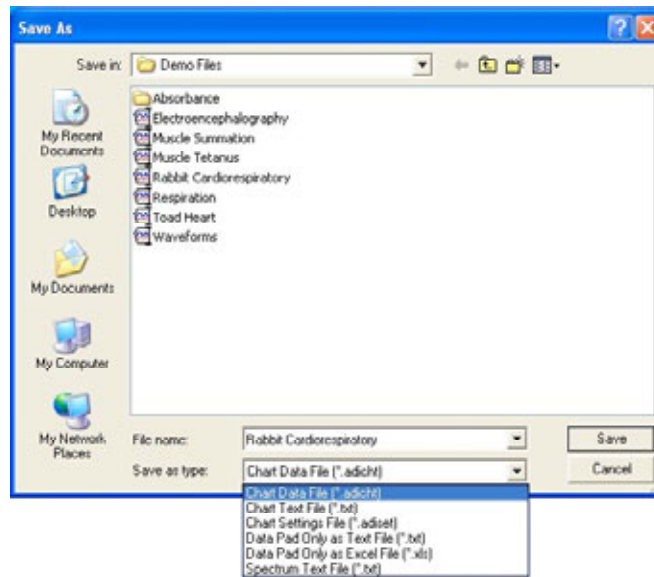 Save As
Save in: Demo Files
Absorbance
Electroencephalography
Muscle Summation
Muscle Tetanus
Rabbit Cardiorespiratory
Respiration
Toad Heart
Waveforms
My Recent
Documents
Desktop
My Documents
My Computer
My Network
Places
File name: Rabbit Cardiorespiratory
Save
Save as type: Chart Data File (*.adicht)
Cancel
Chart Data File (*.adicht)
Chart Text File (*.txt)
Chart Settings File (*.adiset)
Data Pad Only as Text File (*.txt)
Data Pad Only as Excel File (*.xls)
Spectrum Text File (*.txt)